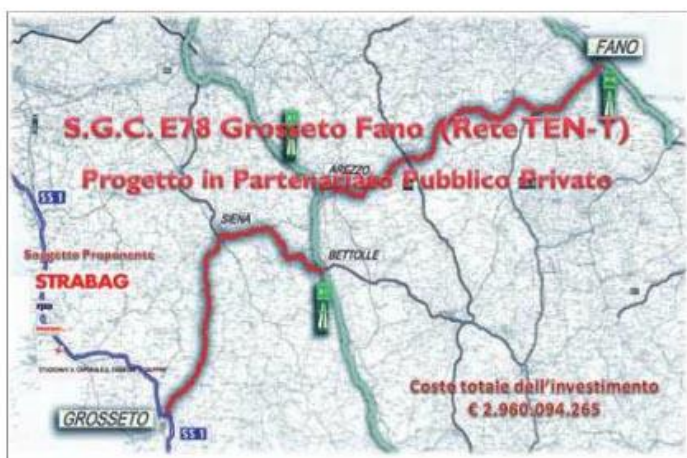 FANO
S.G.C. E78 Grosseto Fano (Rete TEN-T)
AREZZO
Progetto in Partenariato Pubblico Privato
SS 1
SIENA
BETTOLLE
Soggetto Proponente
STRABAG
Costo totale dell'investimento
€ 2.960.094.265
GROSSETO
SS 1